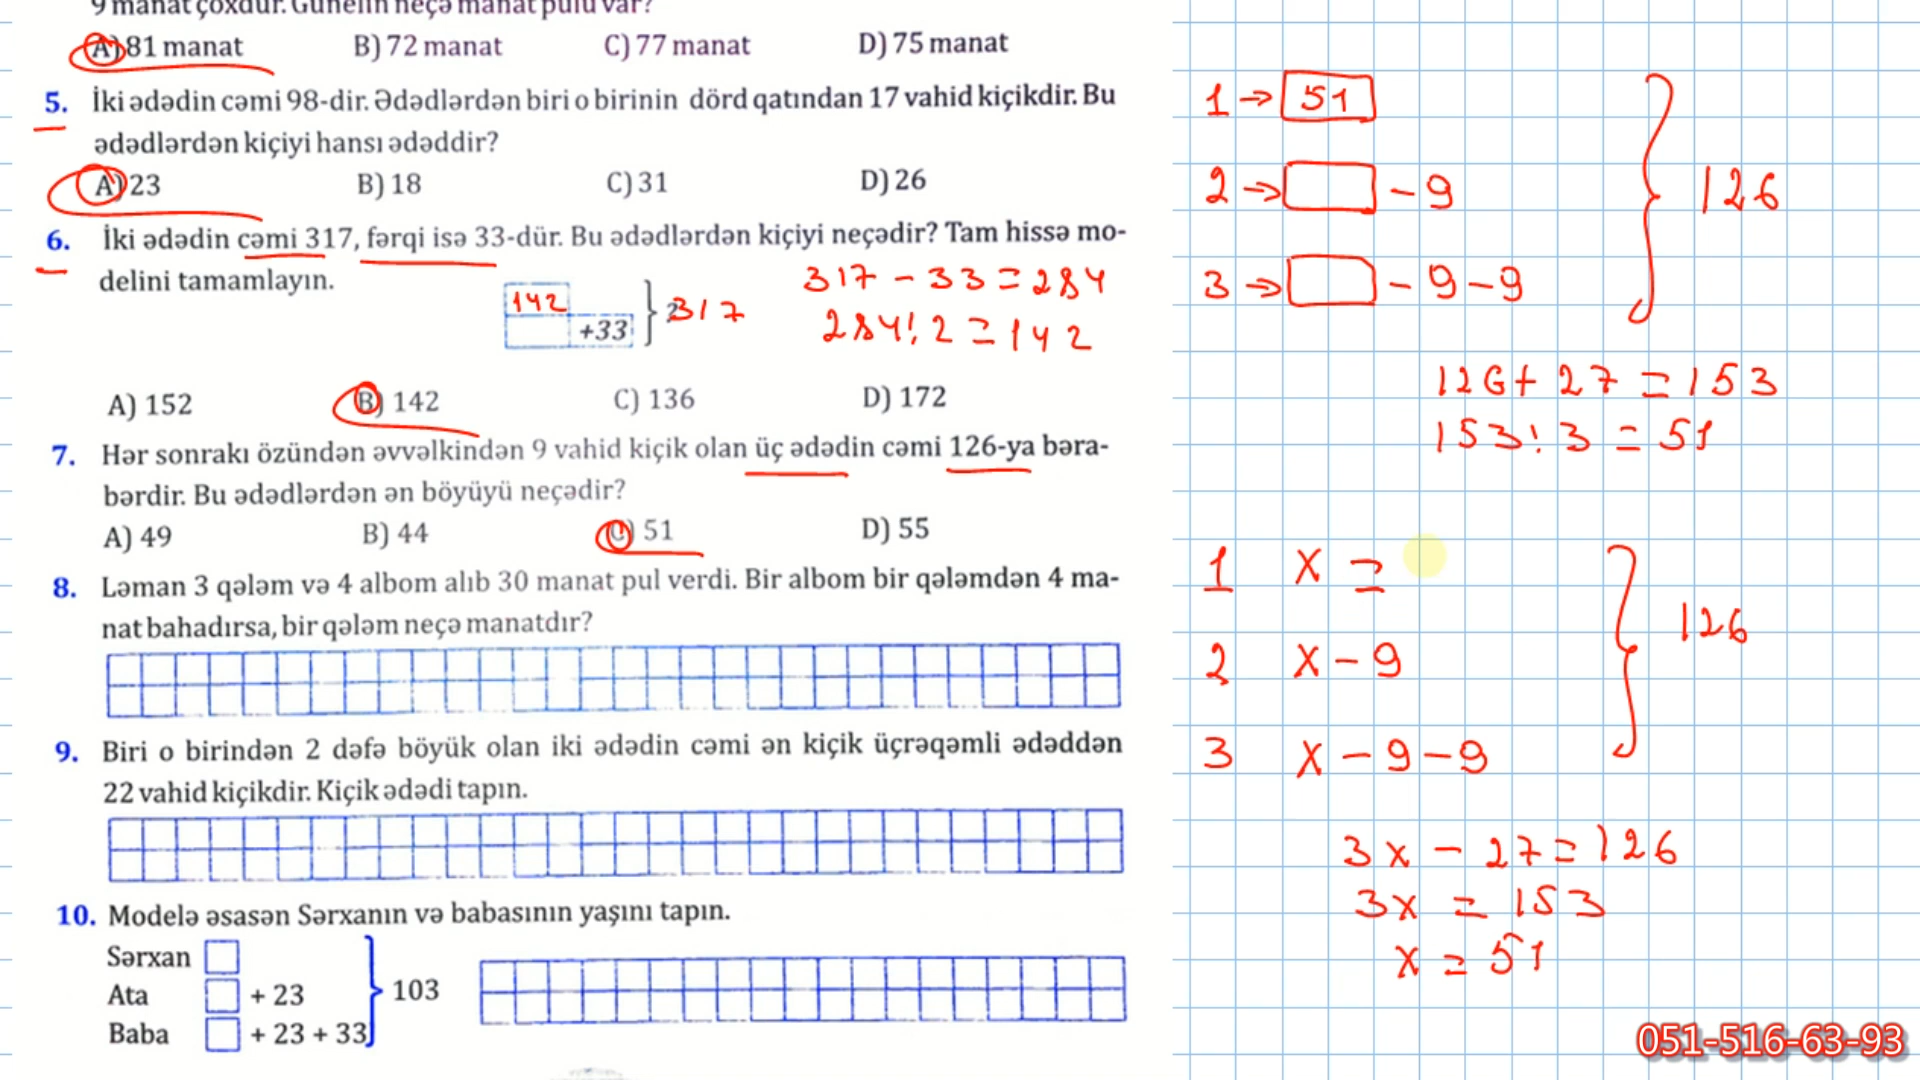 9 manat çoxdur. Günelin neçə manat pulu var?
A) 81 manat B) 72 manat C) 77 manat D) 75 manat
5. İki ədədin cəmi 98-dir. Ədədlərdən biri o birinin dörd qatından 17 vahid kiçikdir. Bu
ədədlərdən kiçiyi hansı ədəddir?
A) 23 B) 18 C) 31 D) 26
6. İki ədədin cəmi 317, fərqi isə 33-dür. Bu ədədlərdən kiçiyi neçədir? Tam hissə mo-
delini tamamlayın.
142
+33
317
317 - 33 = 284
284 : 2 = 142
A) 152 B) 142 C) 136 D) 172
7. Hər sonrakı özündən əvvəlkindən 9 vahid kiçik olan üç ədədin cəmi 126-ya bəra-
bərdir. Bu ədədlərdən ən böyüyü neçədir?
A) 49 B) 44 C) 51 D) 55
8. Ləman 3 qələm və 4 albom alıb 30 manat pul verdi. Bir albom bir qələmdən 4 ma-
nat bahadırsa, bir qələm neçə manatdır?
9. Biri o birindən 2 dəfə böyük olan iki ədədin cəmi ən kiçik üçrəqəmli ədəddən
22 vahid kiçikdir. Kiçik ədədi tapın.
10. Modelə əsasən Sərxanın və babasının yaşını tapın.
Sərxan
Ata + 23
Baba + 23 + 33
103
1 → 51
2 → - 9
3 → - 9 - 9
126
126 + 27 = 153
153 : 3 = 51
1 x =
2 x - 9
3 x - 9 - 9
126
3x - 27 = 126
3x = 153
x = 51
051-516-63-93